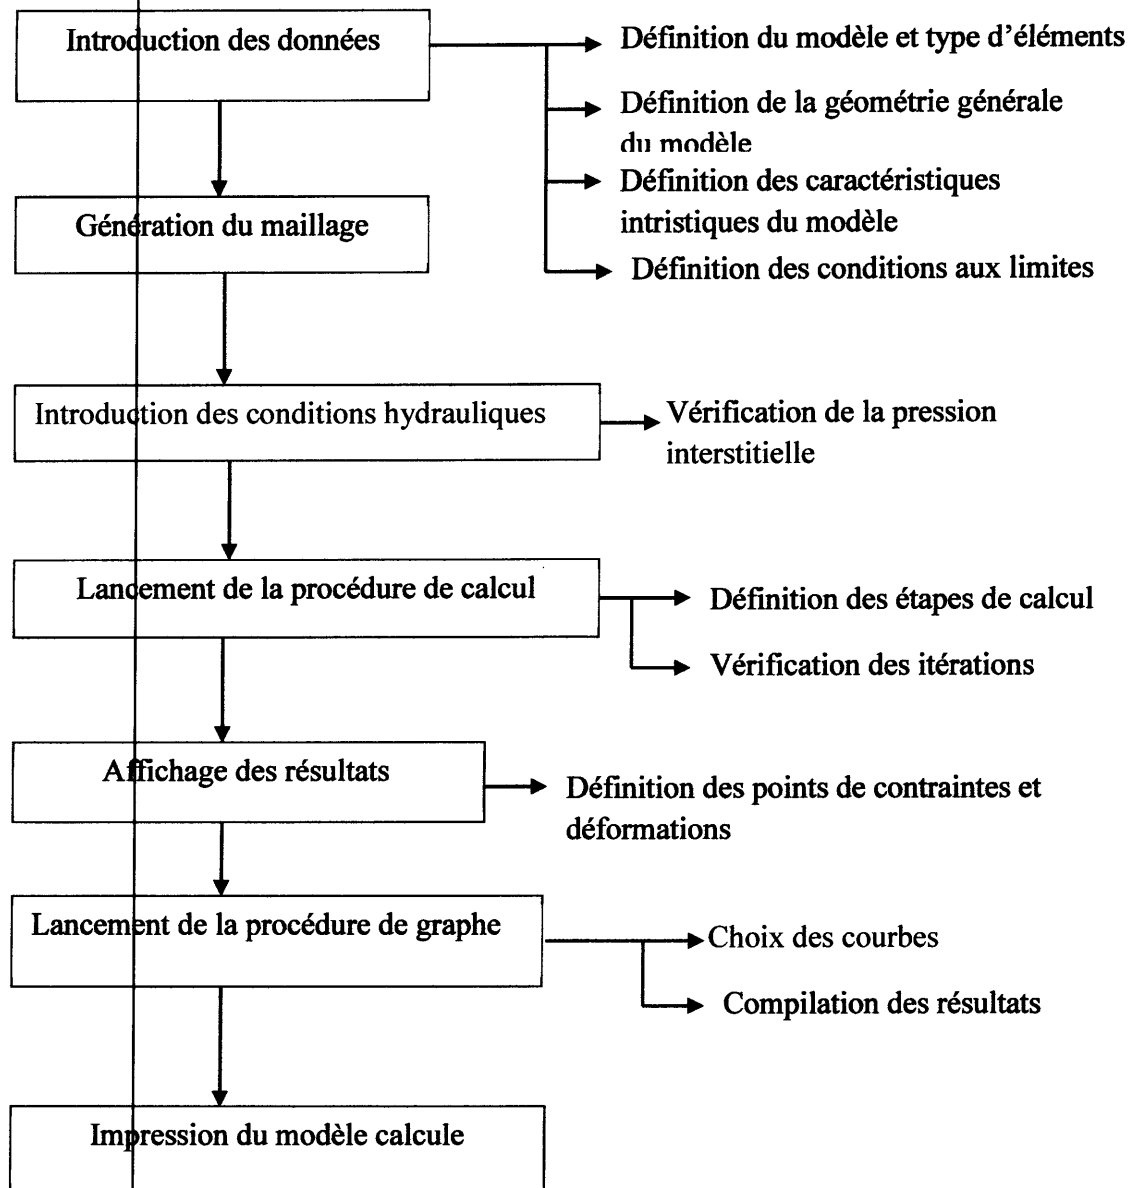 Introduction des données
Définition du modèle et type d'éléments
Définition de la géométrie générale
du modèle
Définition des caractéristiques
intristiques du modèle
Définition des conditions aux limites
Génération du maillage
Introduction des conditions hydrauliques
Vérification de la pression
interstitielle
Lancement de la procédure de calcul
Définition des étapes de calcul
Vérification des itérations
Affichage des résultats
Définition des points de contraintes et
déformations
Lancement de la procédure de graphe
Choix des courbes
Compilation des résultats
Impression du modèle calcule